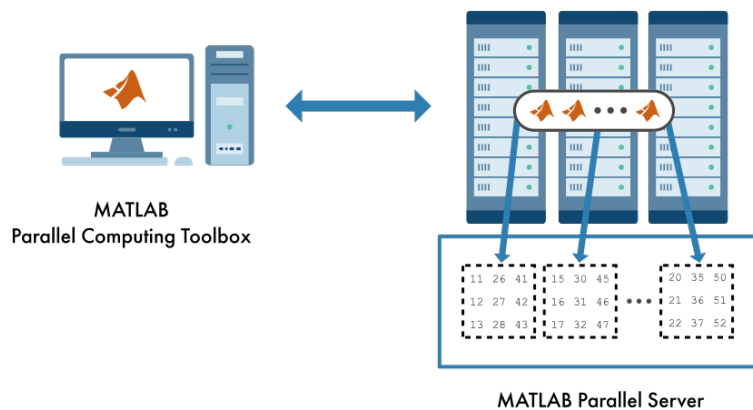 MATLAB
Parallel Computing Toolbox
11 26 41
12 27 42
13 28 43
15 30 45
16 31 46
17 32 47
20 35 50
21 36 51
22 37 52
MATLAB Parallel Server